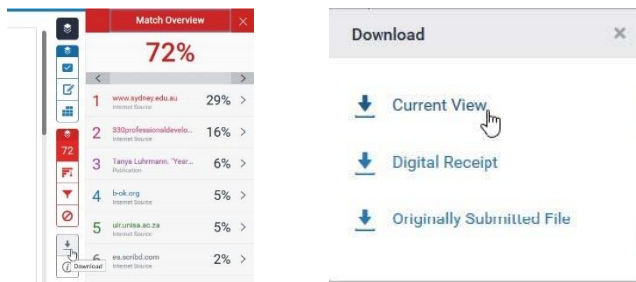 Match Overview
72%
1 www.sydney.edu.au 29%
Internet Source
2 330professionaldevelo... 16%
Internet Source
72
3 Tanya Luhrmann. "Year... 6%
Publication
4 b-ok.org 5%
Internet Source
5 uir.unisa.ac.za 5%
Internet Source
6 es.scribd.com 2%
Internet Source
Download
Download
Current View
Digital Receipt
Originally Submitted File